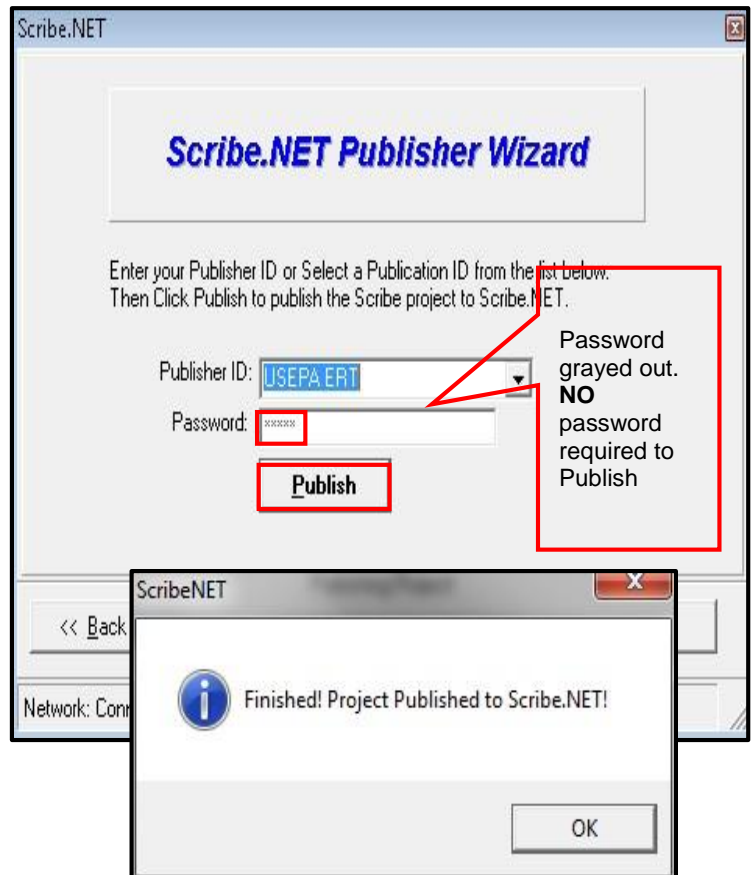 Scribe.NET
Scribe.NET Publisher Wizard
Enter your Publisher ID or Select a Publication ID from the list below.
Then Click Publish to publish the Scribe project to Scribe.NET.
Publisher ID: USEPA ERT
Password: xxxxx
Publish
Password
grayed out.
NO
password
required to
Publish
<< Back
Network:
ScribeNET
Finished! Project Published to Scribe.NET!
OK